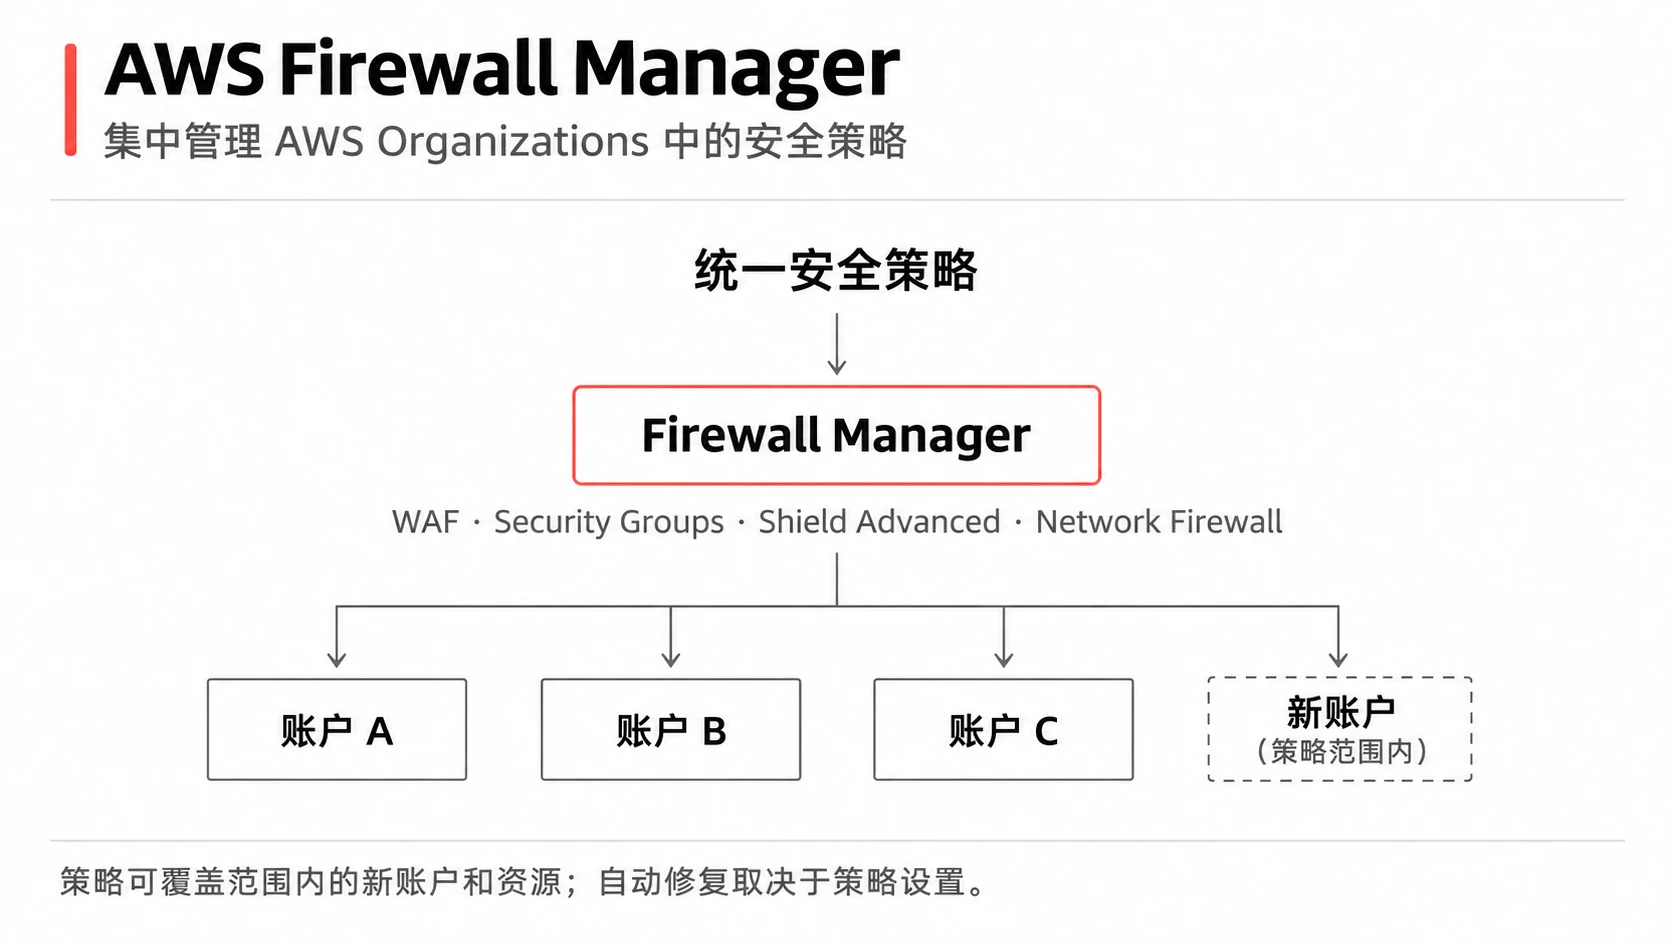 AWS Firewall Manager
集中管理 AWS Organizations 中的安全策略
统一安全策略
Firewall Manager
WAF · Security Groups · Shield Advanced · Network Firewall
账户 A
账户 B
账户 C
新账户
（策略范围内）
策略可覆盖范围内的新账户和资源；自动修复取决于策略设置。